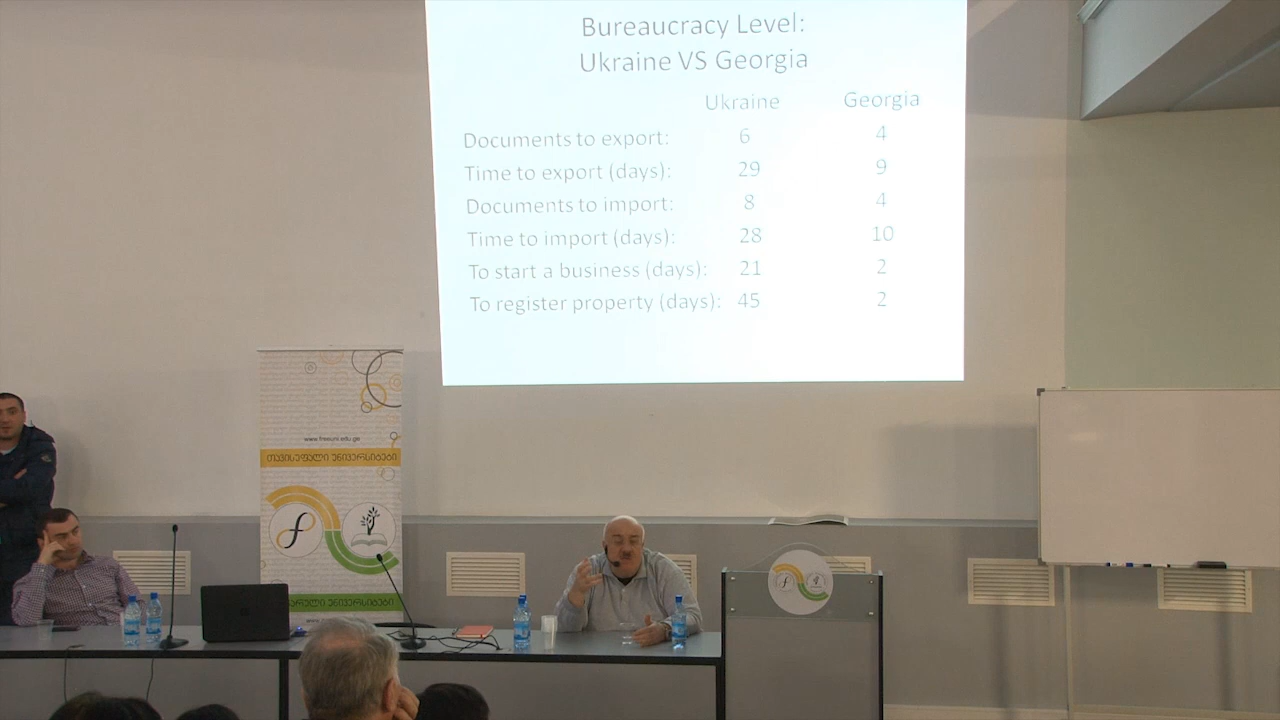 Bureaucracy Level:
Ukraine VS Georgia
Ukraine Georgia
Documents to export: 6 4
Time to export (days): 29 9
Documents to import: 8 4
Time to import (days): 28 10
To start a business (days): 21 2
To register property (days): 45 2
www.freeuni.edu.ge
თავისუფალი უნივერსიტეტი
უნივერსიტეტი